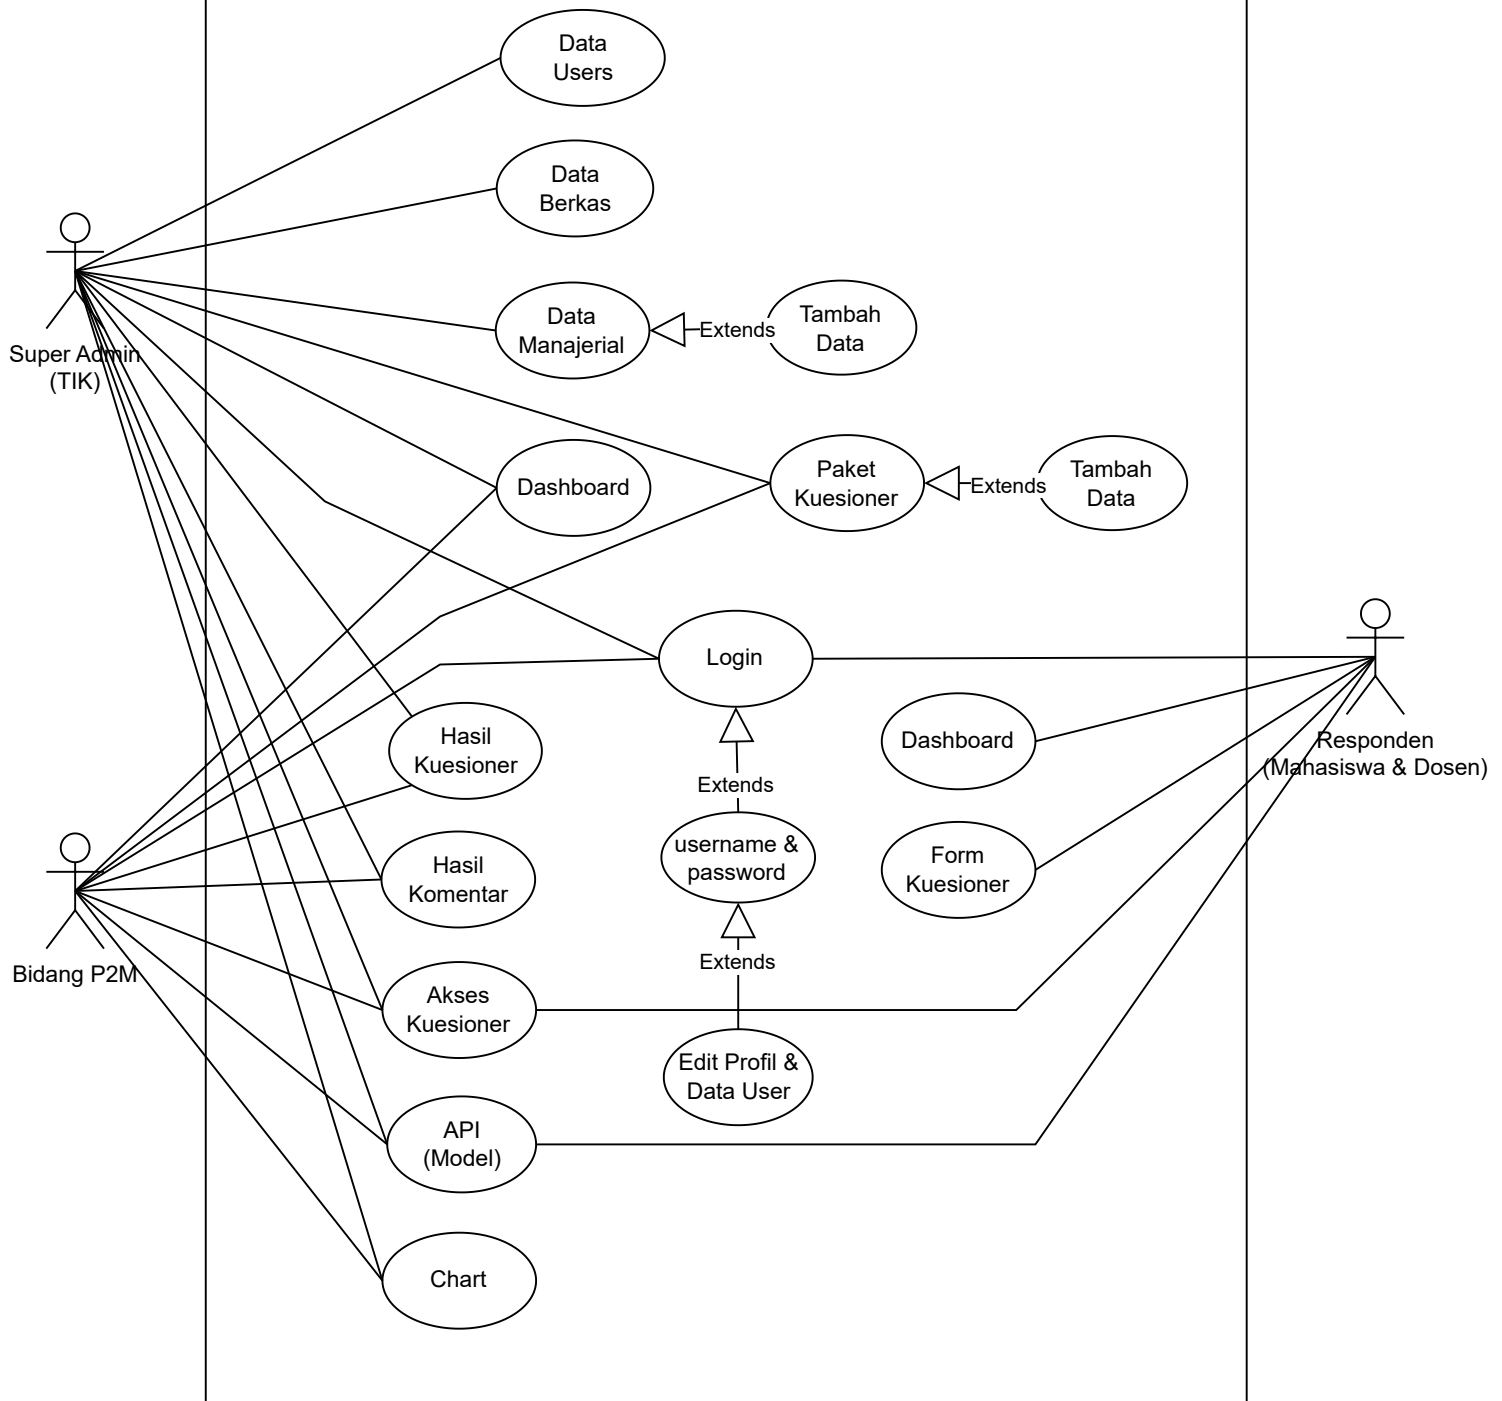 Data
Users
Data
Berkas
Super Admin
(TIK)
Data
Manajerial
Extends
Tambah
Data
Dashboard
Paket
Kuesioner
Extends
Tambah
Data
Login
Responden
(Mahasiswa & Dosen)
Hasil
Kuesioner
Extends
Dashboard
username &
password
Form
Kuesioner
Hasil
Komentar
Bidang P2M
Extends
Akses
Kuesioner
Edit Profil &
Data User
API
(Model)
Chart